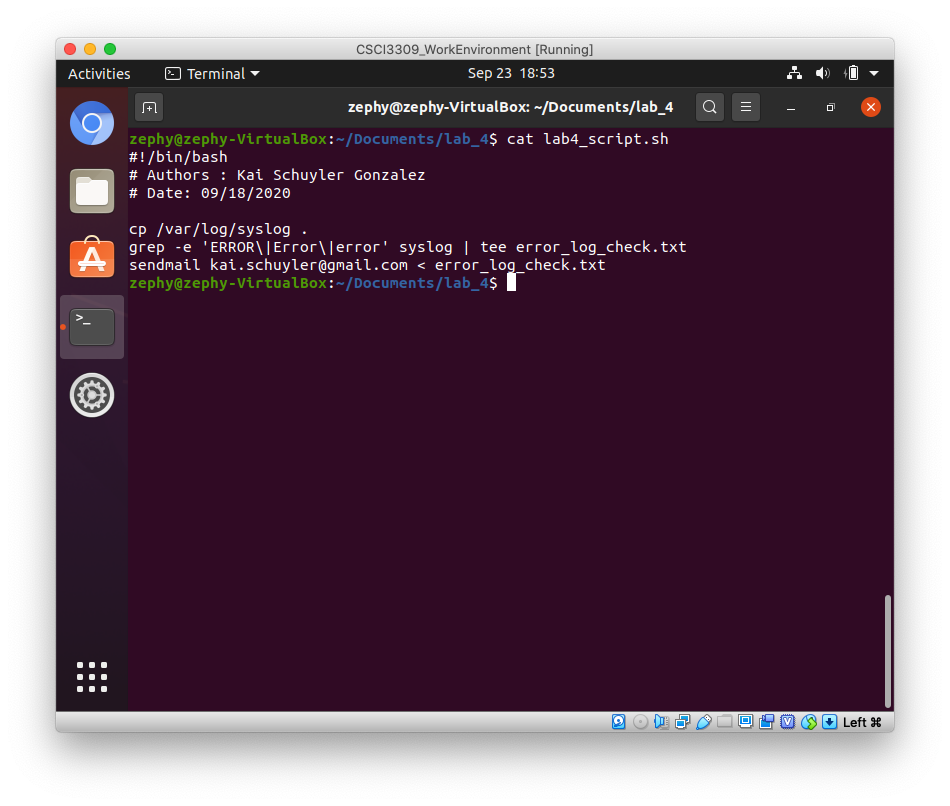 CSCI3309_WorkEnvironment [Running]
Activities Terminal Sep 23 18:53
zephy@zephy-VirtualBox: ~/Documents/lab_4
zephy@zephy-VirtualBox:~/Documents/lab_4$ cat lab4_script.sh
#!/bin/bash
# Authors : Kai Schuyler Gonzalez
# Date: 09/18/2020
cp /var/log/syslog .
grep -e 'ERROR\|Error\|error' syslog | tee error_log_check.txt
sendmail kai.schuyler@gmail.com < error_log_check.txt
zephy@zephy-VirtualBox:~/Documents/lab_4$
Left ⌘